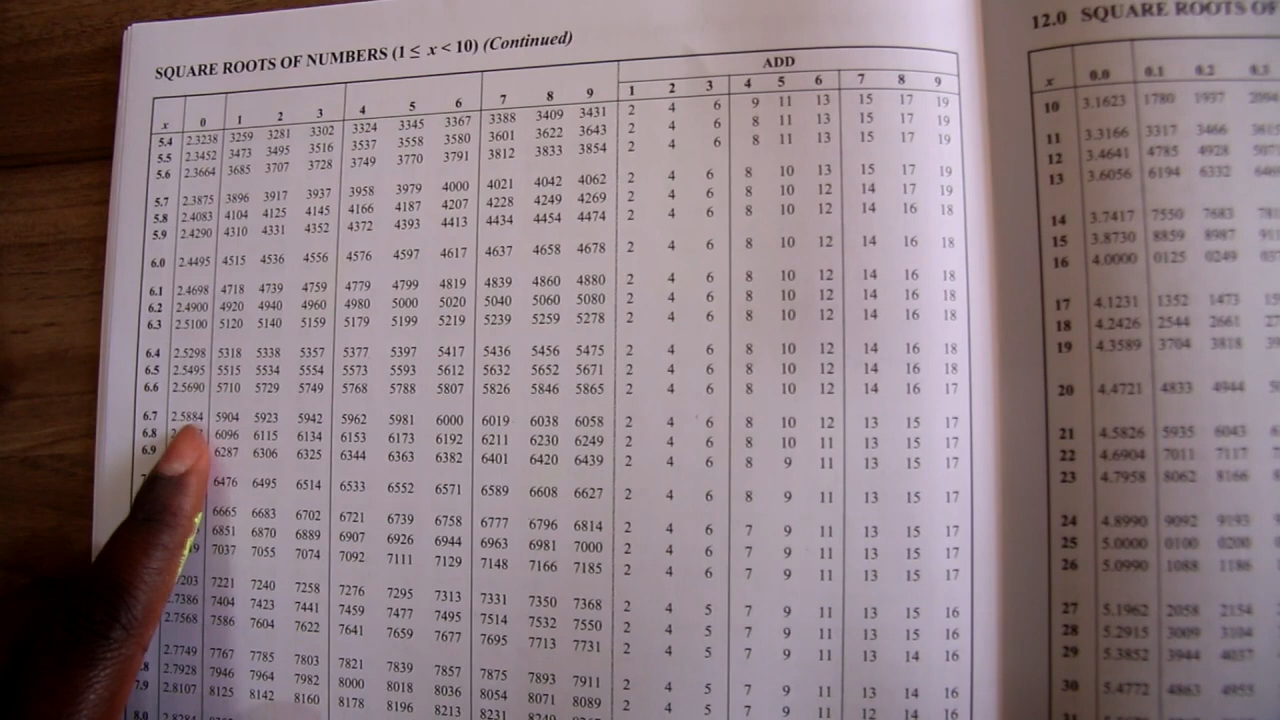 SQUARE ROOTS OF NUMBERS (1 ≤ x < 10) (Continued)
ADD
x 0 1 2 3 4 5 6 7 8 9 1 2 3 4 5 6 7 8 9
5.4 2.3238 3259 3281 3302 3324 3345 3367 3388 3409 3431 2 4 6 9 11 13 15 17 19
5.5 2.3452 3473 3495 3516 3537 3558 3580 3601 3622 3643 2 4 6 8 11 13 15 17 19
5.6 2.3664 3685 3707 3728 3749 3770 3791 3812 3833 3854 2 4 6 8 11 13 15 17 19
5.7 2.3875 3896 3917 3937 3958 3979 4000 4021 4042 4062 2 4 6 8 10 13 15 17 19
5.8 2.4083 4104 4125 4145 4166 4187 4207 4228 4249 4269 2 4 6 8 10 12 14 17 19
5.9 2.4290 4310 4331 4352 4372 4393 4413 4434 4454 4474 2 4 6 8 10 12 14 16 18
6.0 2.4495 4515 4536 4556 4576 4597 4617 4637 4658 4678 2 4 6 8 10 12 14 16 18
6.1 2.4698 4718 4739 4759 4779 4799 4819 4839 4860 4880 2 4 6 8 10 12 14 16 18
6.2 2.4900 4920 4940 4960 4980 5000 5020 5040 5060 5080 2 4 6 8 10 12 14 16 18
6.3 2.5100 5120 5140 5159 5179 5199 5219 5239 5259 5278 2 4 6 8 10 12 14 16 18
6.4 2.5298 5318 5338 5357 5377 5397 5417 5436 5456 5475 2 4 6 8 10 12 14 16 18
6.5 2.5495 5515 5534 5554 5573 5593 5612 5632 5652 5671 2 4 6 8 10 12 14 16 18
6.6 2.5690 5710 5729 5749 5768 5788 5807 5826 5846 5865 2 4 6 8 10 12 14 16 17
6.7 2.5884 5904 5923 5942 5962 5981 6000 6019 6038 6058 2 4 6 8 10 12 14 15 17
6.8 6096 6115 6134 6153 6173 6192 6211 6230 6249 2 4 6 8 10 11 13 15 17
6.9 6287 6306 6325 6344 6363 6382 6401 6420 6439 2 4 6 8 9 11 13 15 17
6476 6495 6514 6533 6552 6571 6589 6608 6627 2 4 6 8 9 11 13 15 17
6665 6683 6702 6721 6739 6758 6777 6796 6814 2 4 6 7 9 11 13 15 17
6851 6870 6889 6907 6926 6944 6963 6981 7000 2 4 6 7 9 11 13 15 17
7037 7055 7074 7092 7111 7129 7148 7166 7185 2 4 6 7 9 11 13 15 17
7203 7221 7240 7258 7276 7295 7313 7331 7350 7368 2 4 5 7 9 11 13 15 16
2.7386 7404 7423 7441 7459 7477 7495 7514 7532 7550 2 4 5 7 9 11 13 15 16
2.7568 7586 7604 7622 7641 7659 7677 7695 7713 7731 2 4 5 7 9 11 13 14 16
2.7749 7767 7785 7803 7821 7839 7857 7875 7893 7911 2 4 5 7 9 11 13 14 16
.8 2.7928 7946 7964 7982 8000 8018 8036 8054 8071 8089 2 4 5 7 9 11 12 14 16
7.9 2.8107 8125 8142 8160 8178 8196 8213 8231
8.0
12.0 SQUARE ROOTS OF
x 0.0 0.1 0.2 0.3
10 3.1623 1780 1937 2094
11 3.3166 3317 3466
12 3.4641 4785 4928
13 3.6056 6194 6332
14 3.7417 7550 7683
15 3.8730 8859 8987
16 4.0000 0125 0249
17 4.1231 1352 1473
18 4.2426 2544 2661
19 4.3589 3704 3818
20 4.4721 4833 4944
21 4.5826 5935 6043
22 4.6904 7011 7117
23 4.7958 8062 8166
24 4.8990 9092 9193
25 5.0000 0100 0200
26 5.0990 1088 1186
27 5.1962 2058 2154
28 5.2915 3009 3104
29 5.3852 3944 4037
30 5.4772 4863 4955